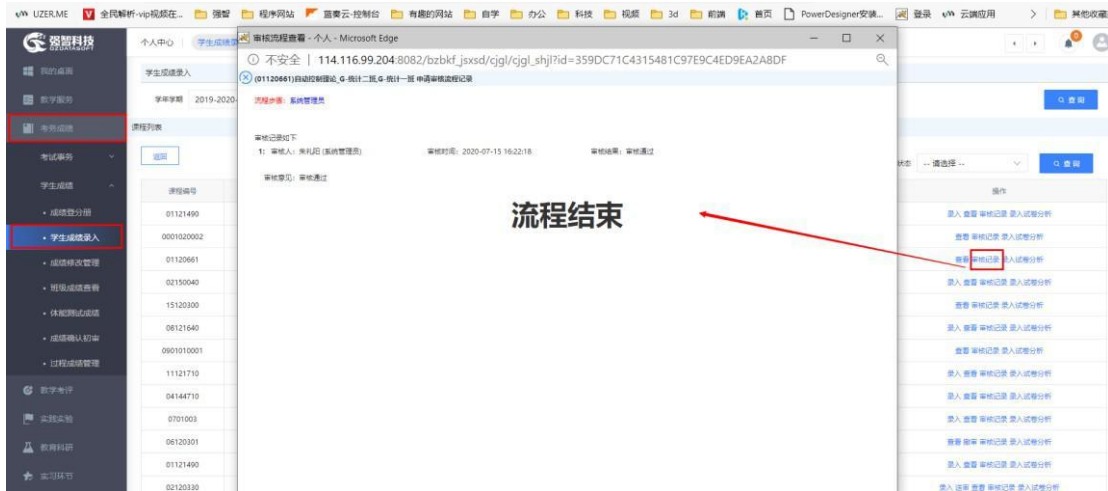 UZER.ME 全民解析-vip视频在... 强智 程序网站 蓝奏云-控制台 有趣的网站 自学 办公 科技 视频 3d 前端 首页 PowerDesigner安装... 登录 云端应用 其他收藏
强智科技
个人中心 学生成绩录
审核流程查看 - 个人 - Microsoft Edge
不安全 | 114.116.99.204:8082/bzbkf_jsxsd/cjgl/cjgl_shjl?id=359DC71C4315481C97E9C4ED9EA2A8DF
(01120661)自动控制理论_G-统计二班,G-统计一班 申请审核流程记录
流程步骤: 系统管理员
审核记录如下
1: 审核人: 朱礼阳 (系统管理员) 审核时间: 2020-07-15 16:22:18 审核结果: 审核通过
审核意见: 审核通过
流程结束
我的桌面
教学服务
考务成绩
考试事务
学生成绩
• 成绩登分册
• 学生成绩录入
• 成绩修改管理
• 班级成绩查看
• 体能测试成绩
• 成绩确认初审
• 过程成绩管理
教学考评
实践实验
教育科研
实习环节
学生成绩录入
学年学期 2019-2020-
查询
课程列表
返回
状态 -- 请选择 --
查询
课程编号 操作
01121490 录入 查看 审核记录 录入试卷分析
0001020002 查看 审核记录 录入试卷分析
01120661 查看 审核记录 录入试卷分析
02150040 录入 查看 审核记录 录入试卷分析
15120300 查看 审核记录 录入试卷分析
08121640 录入 查看 审核记录 录入试卷分析
0901010001 查看 审核记录 录入试卷分析
11121710 录入 查看 审核记录 录入试卷分析
04144710 录入 查看 审核记录 录入试卷分析
0701003 录入 查看 审核记录 录入试卷分析
06120301 查看 撤审 审核记录 录入试卷分析
01121490 录入 查看 审核记录 录入试卷分析
02120330 录入 送审 查看 审核记录 录入试卷分析